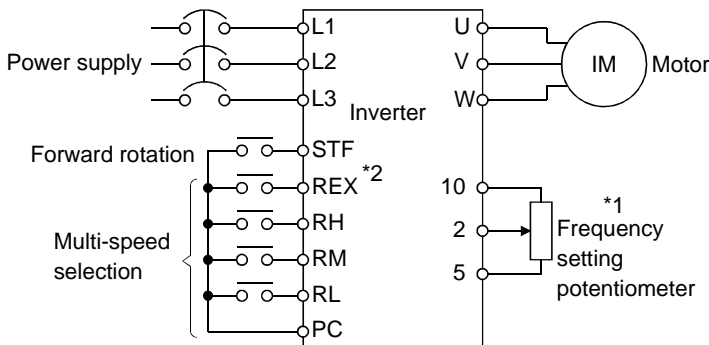 L1
U
Power supply
L2
V
IM
Motor
L3
W
Inverter
Forward rotation
STF
REX *2
10
RH
*1
Multi-speed
selection
2
Frequency
setting
potentiometer
RM
5
RL
PC